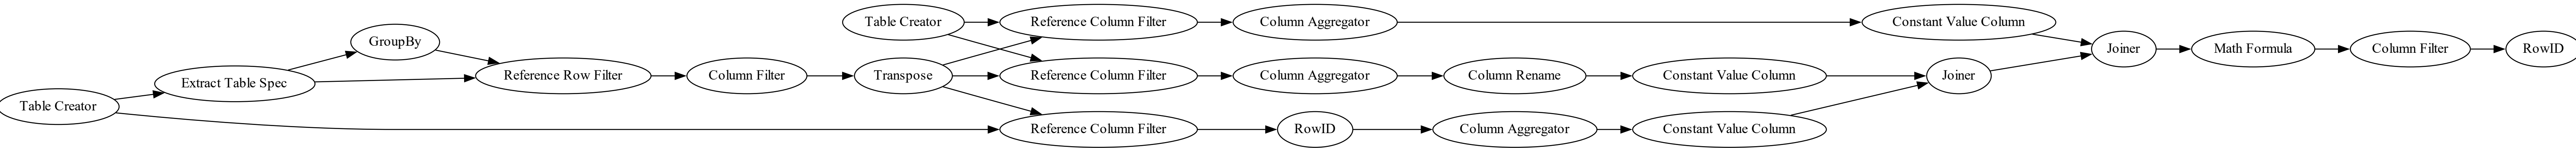 Table Creator
Reference Column Filter
Column Aggregator
Constant Value Column
GroupBy
Joiner
Math Formula
Column Filter
RowID
Extract Table Spec
Reference Row Filter
Column Filter
Transpose
Reference Column Filter
Column Aggregator
Column Rename
Constant Value Column
Joiner
Table Creator
Reference Column Filter
RowID
Column Aggregator
Constant Value Column